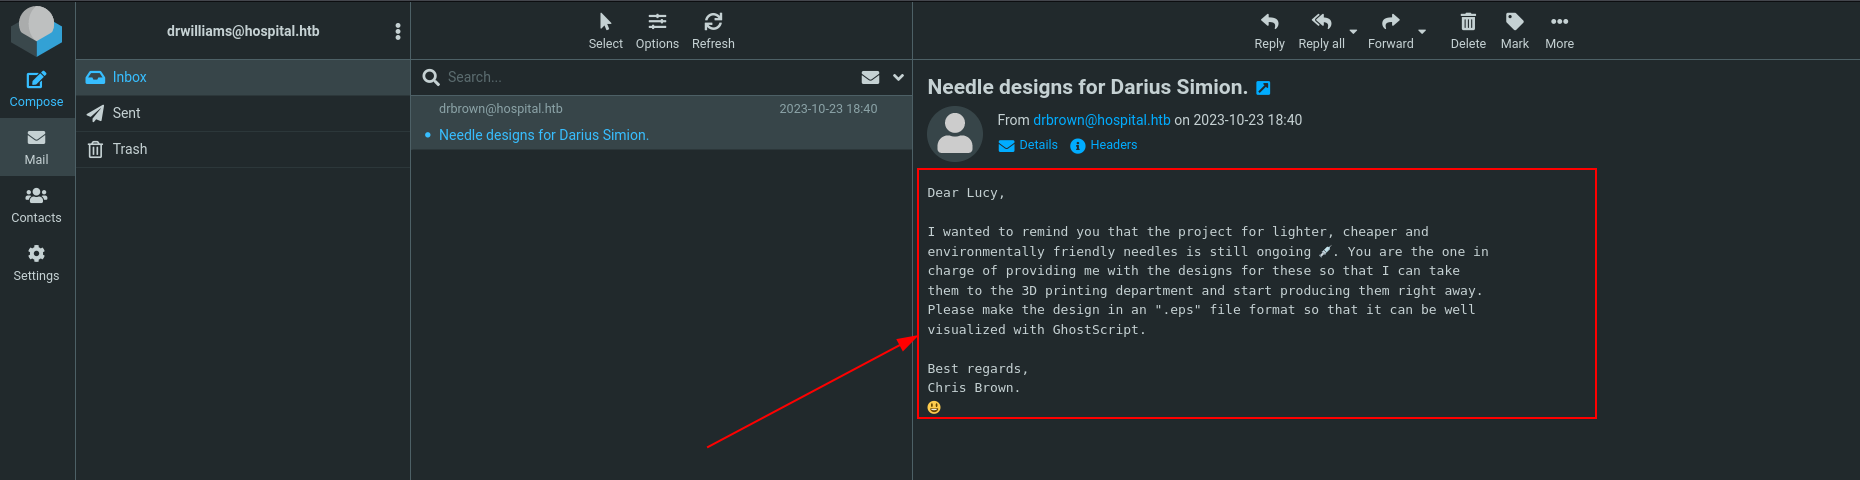 drwilliams@hospital.htb
Select
Options
Refresh
Reply
Reply all
Forward
Delete
Mark
More
Compose
Mail
Contacts
Settings
Inbox
Sent
Trash
Search...
drbrown@hospital.htb 2023-10-23 18:40
Needle designs for Darius Simion.
Needle designs for Darius Simion.
From drbrown@hospital.htb on 2023-10-23 18:40
Details Headers
Dear Lucy,
I wanted to remind you that the project for lighter, cheaper and
environmentally friendly needles is still ongoing 💉. You are the one in
charge of providing me with the designs for these so that I can take
them to the 3D printing department and start producing them right away.
Please make the design in an ".eps" file format so that it can be well
visualized with GhostScript.
Best regards,
Chris Brown.
😃